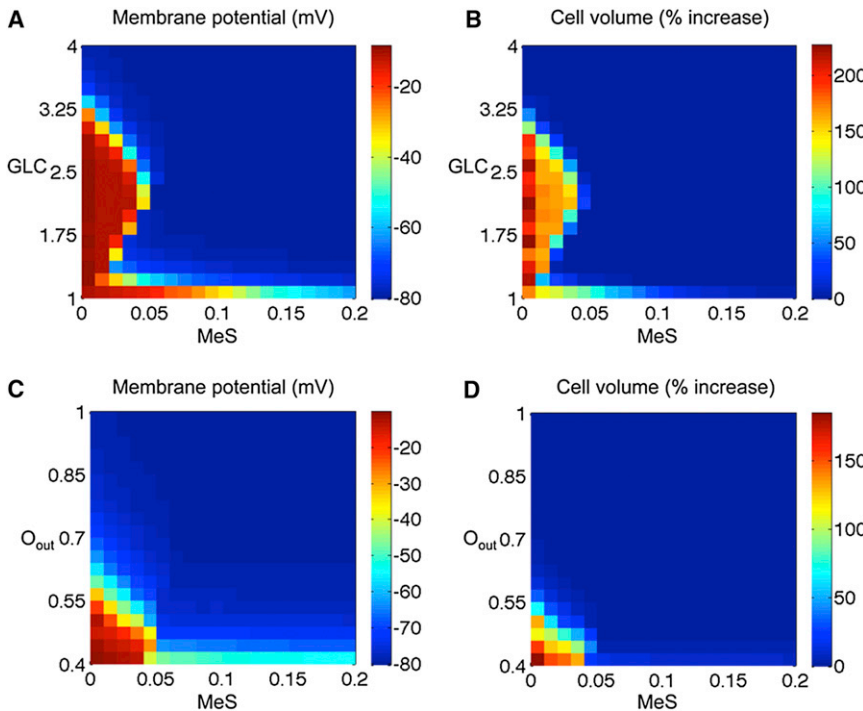 A Membrane potential (mV)
4
3.25
GLC 2.5
1.75
1
0 0.05 0.1 0.15 0.2
MeS
-20
-40
-60
-80
B Cell volume (% increase)
4
3.25
GLC 2.5
1.75
1
0 0.05 0.1 0.15 0.2
MeS
200
150
100
50
0
C Membrane potential (mV)
1
0.85
Oout 0.7
0.55
0.4
0 0.05 0.1 0.15 0.2
MeS
-20
-30
-40
-50
-60
-70
-80
D Cell volume (% increase)
1
0.85
Oout 0.7
0.55
0.4
0 0.05 0.1 0.15 0.2
MeS
150
100
50
0